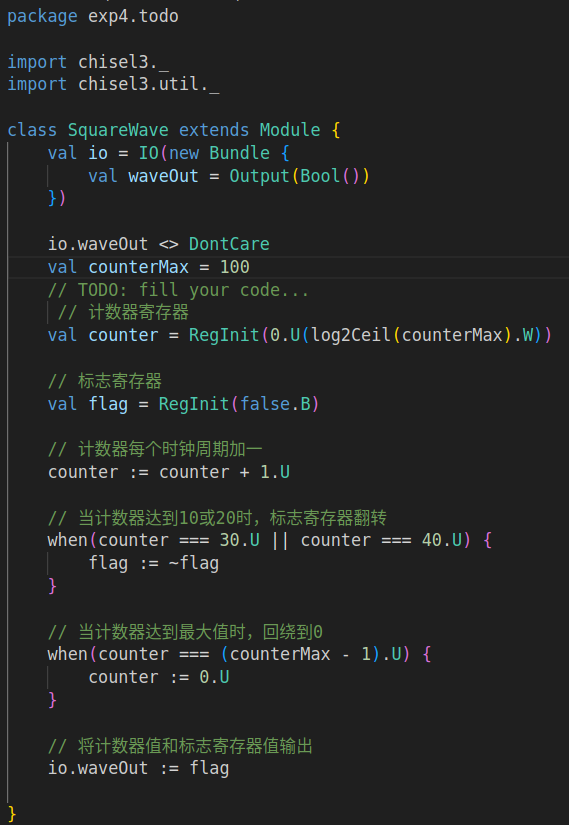 package exp4.todo
import chisel3._
import chisel3.util._
class SquareWave extends Module {
val io = IO(new Bundle {
val waveOut = Output(Bool())
})
io.waveOut <> DontCare
val counterMax = 100
// TODO: fill your code...
// 计数器寄存器
val counter = RegInit(0.U(log2Ceil(counterMax).W))
// 标志寄存器
val flag = RegInit(false.B)
// 计数器每个时钟周期加一
counter := counter + 1.U
// 当计数器达到10或20时，标志寄存器翻转
when(counter === 30.U || counter === 40.U) {
flag := ~flag
}
// 当计数器达到最大值时，回绕到0
when(counter === (counterMax - 1).U) {
counter := 0.U
}
// 将计数器值和标志寄存器值输出
io.waveOut := flag
}